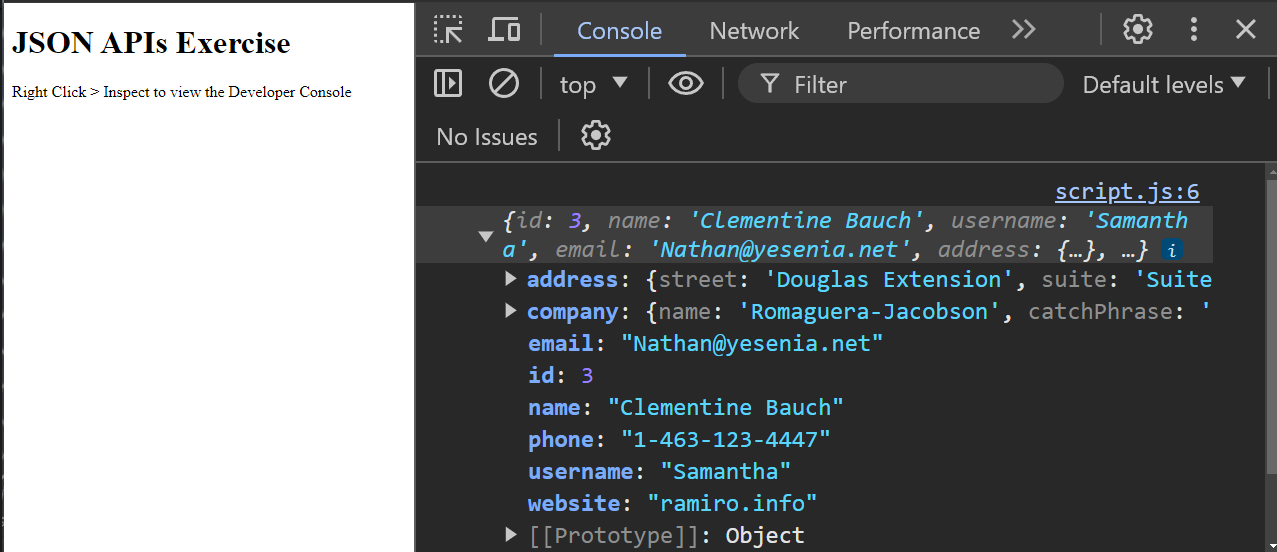 JSON APIs Exercise
Right Click > Inspect to view the Developer Console
Console Network Performance
top Filter Default levels
No Issues
script.js:6
{id: 3, name: 'Clementine Bauch', username: 'Samanth
a', email: 'Nathan@yesenia.net', address: {…}, …} i
address: {street: 'Douglas Extension', suite: 'Suite
company: {name: 'Romaguera-Jacobson', catchPhrase: '
email: "Nathan@yesenia.net"
id: 3
name: "Clementine Bauch"
phone: "1-463-123-4447"
username: "Samantha"
website: "ramiro.info"
[[Prototype]]: Object